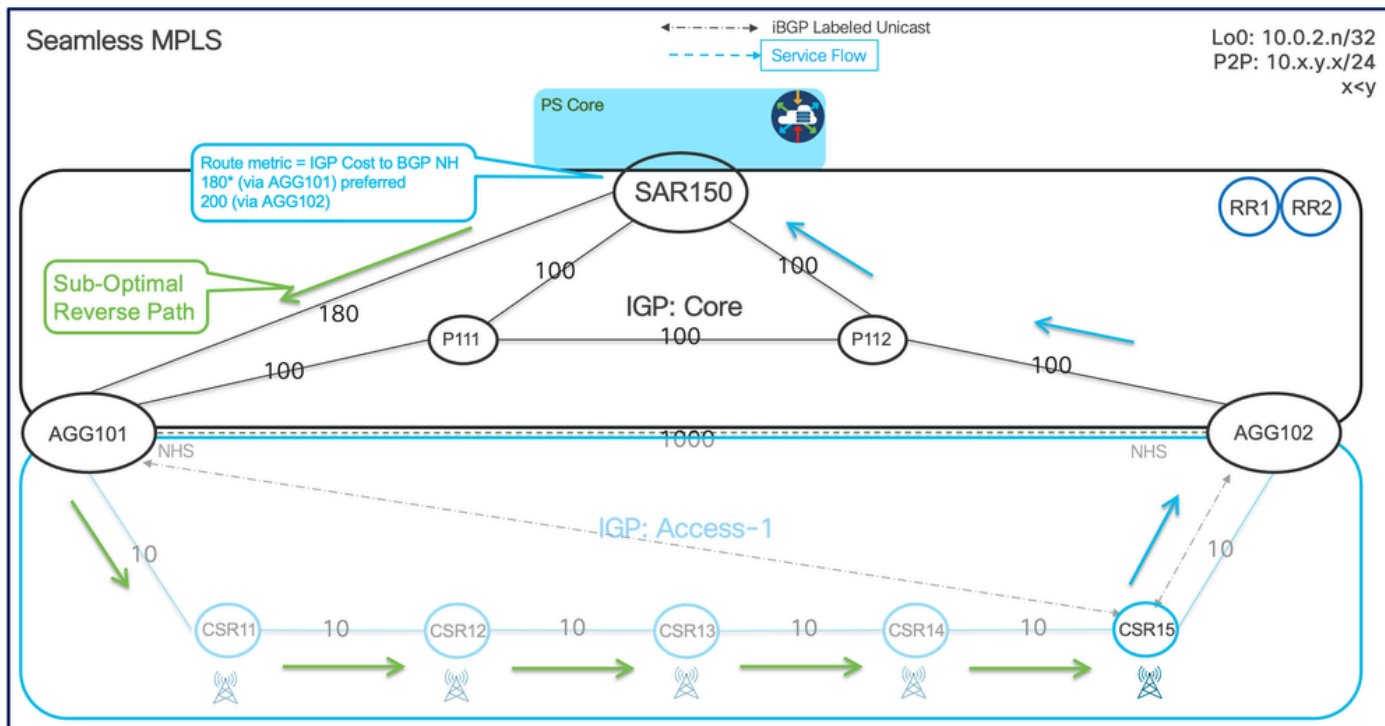 Seamless MPLS
iBGP Labeled Unicast
Service Flow
Lo0: 10.0.2.n/32
P2P: 10.x.y.x/24
x<y
PS Core
Route metric = IGP Cost to BGP NH
180* (via AGG101) preferred
200 (via AGG102)
SAR150
RR1
RR2
Sub-Optimal
Reverse Path
100
100
180
IGP: Core
P111
100
P112
100
100
AGG101
1000
AGG102
NHS
NHS
IGP: Access-1
10
10
CSR11
10
CSR12
10
CSR13
10
CSR14
10
CSR15